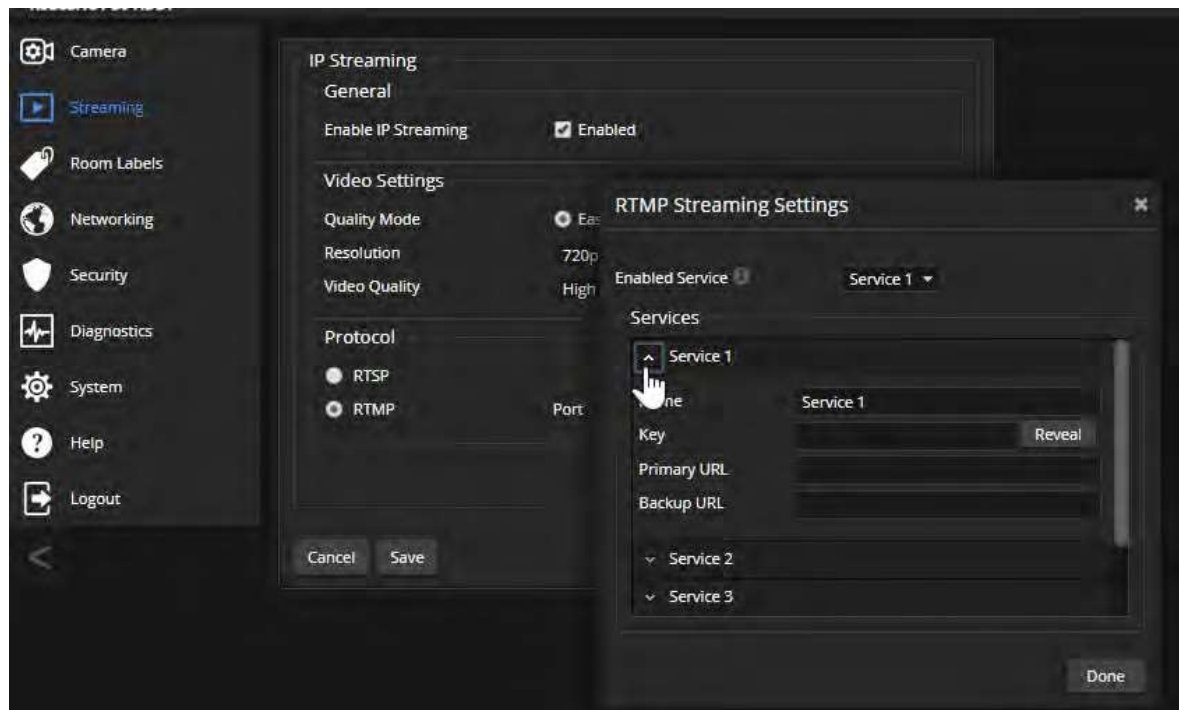 Camera
Streaming
Room Labels
Networking
Security
Diagnostics
System
Help
Logout
IP Streaming
General
Enable IP Streaming Enabled
Video Settings
Quality Mode
Resolution 720p
Video Quality High
Protocol
RTSP
RTMP Port
Cancel Save
RTMP Streaming Settings
Enabled Service Service 1
Services
Service 1
Service 1
Key Reveal
Primary URL
Backup URL
Service 2
Service 3
Done